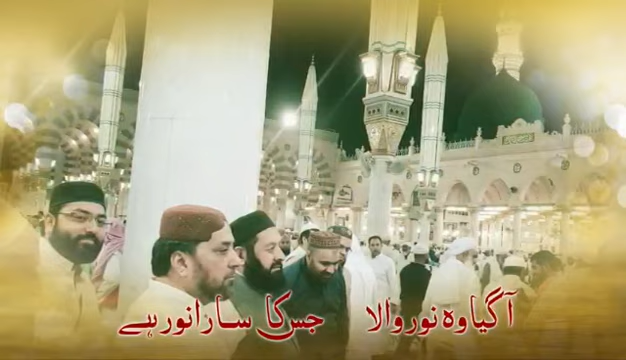 آگیا وہ نور والا جس کا سارا نور ہے